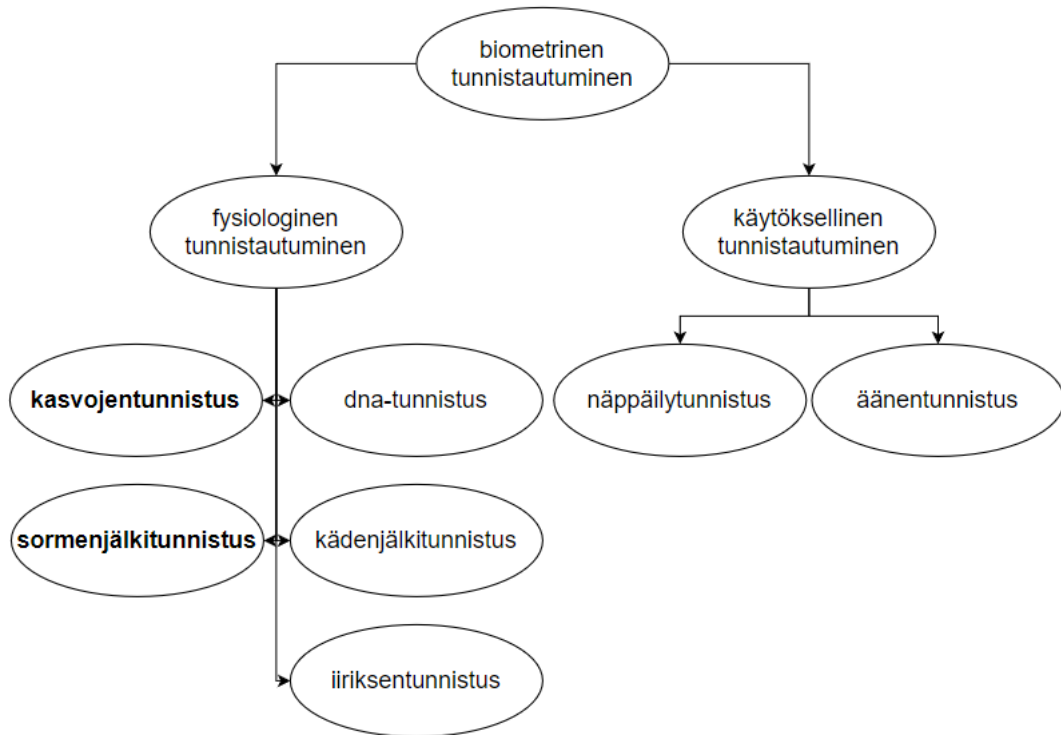 biometrinen
tunnistautuminen
fysiologinen
tunnistautuminen
käytöksellinen
tunnistautuminen
kasvojentunnistus
dna-tunnistus
näppäilytunnistus
äänentunnistus
sormenjälkitunnistus
kädenjälkitunnistus
iiriksentunnistus